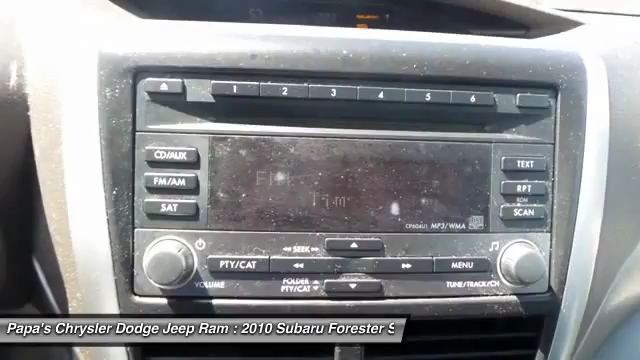 1 2 3 4 5 6
CD/AUX
TEXT
FM/AM
RPT
RDM
SAT
SCAN
CP604U1 MP3/WMA
SEEK
PTY/CAT
MENU
VOLUME
FOLDER
PTY/CAT
TUNE/TRACK/CH
Papa's Chrysler Dodge Jeep Ram : 2010 Subaru Forester S